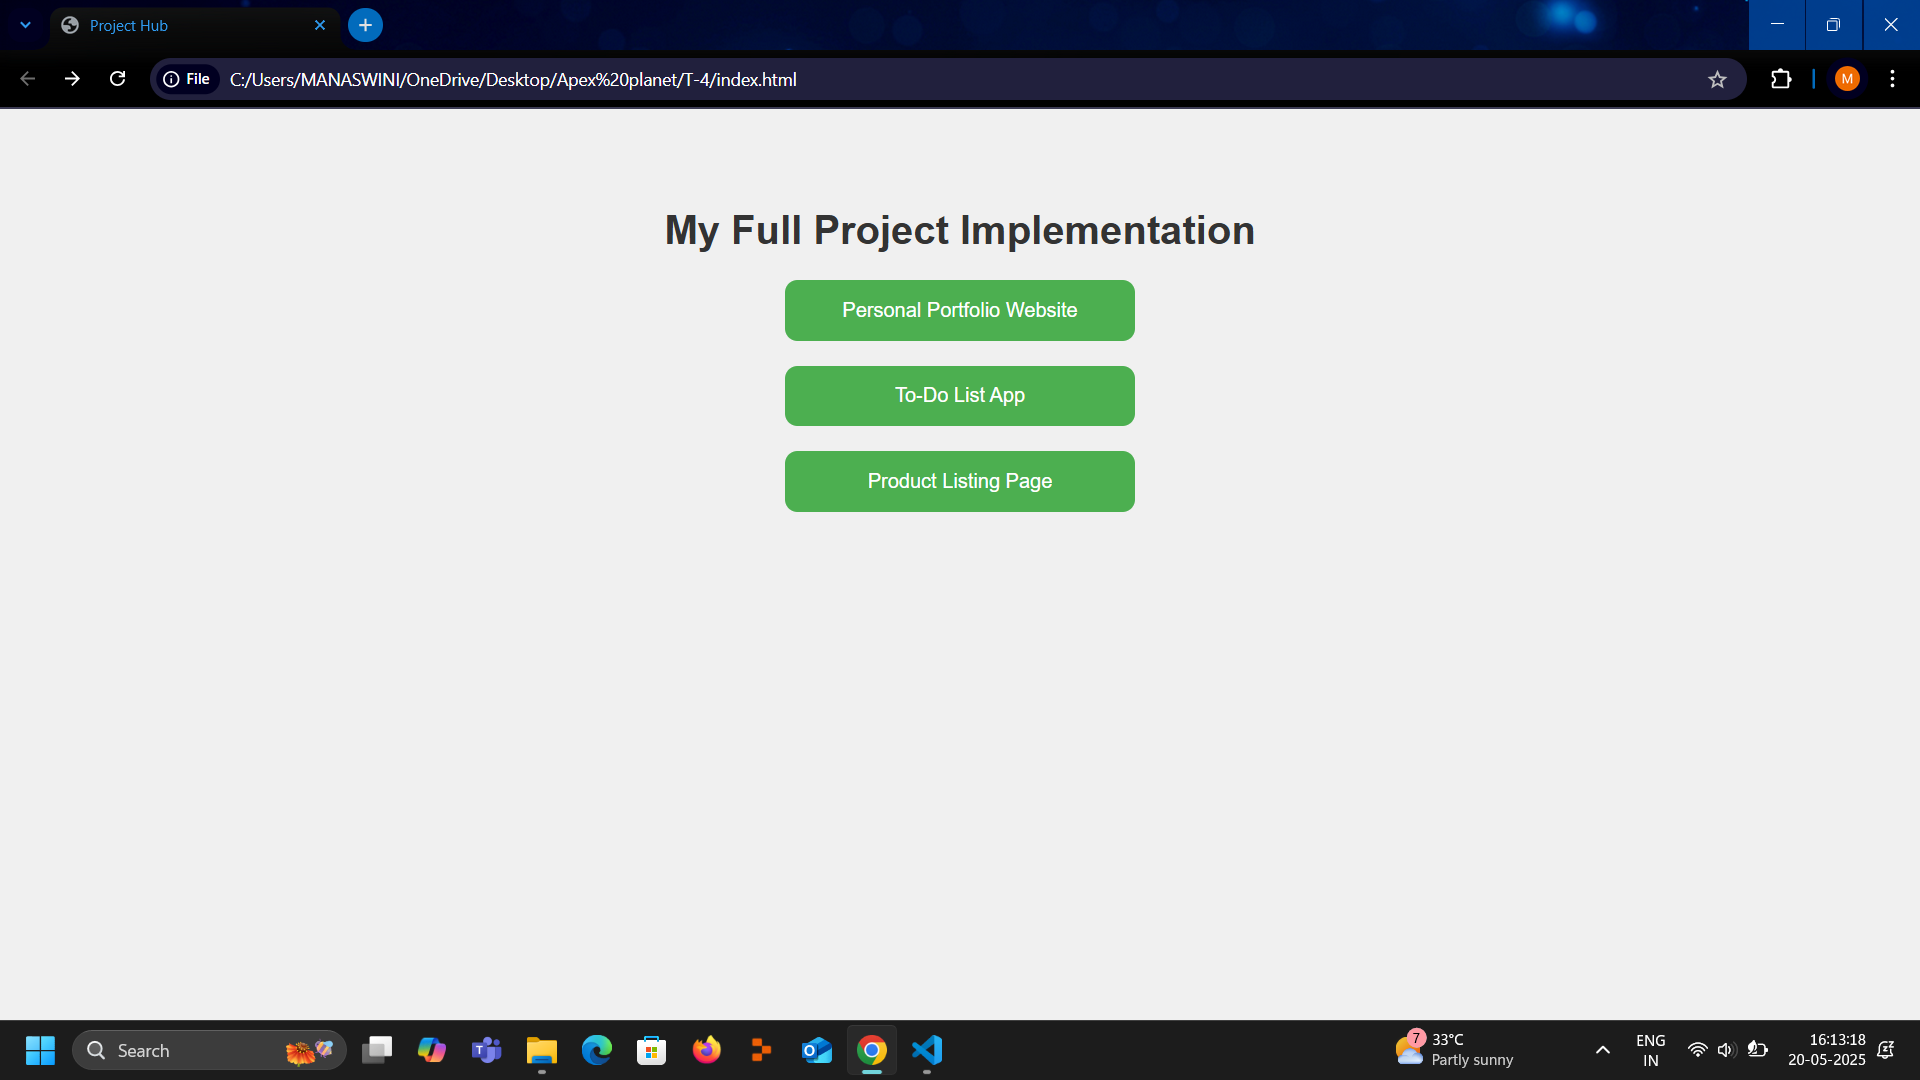 Project Hub
File
C:/Users/MANASWINI/OneDrive/Desktop/Apex%20planet/T-4/index.html
M
My Full Project Implementation
Personal Portfolio Website
To-Do List App
Product Listing Page
Search
7
33°C
Partly sunny
ENG
IN
16:13:18
20-05-2025